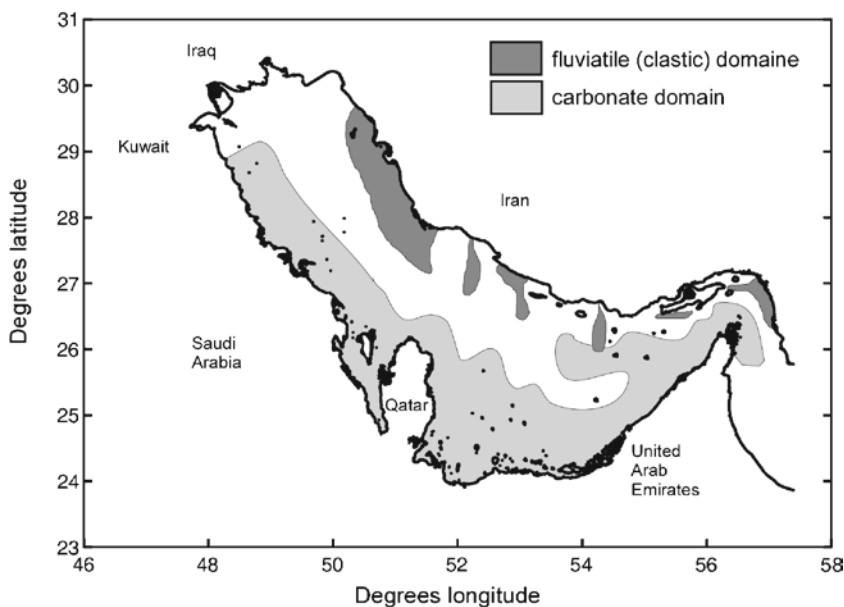 31
30
29
28
27
26
25
24
23
46
48
50
52
54
56
58
Degrees latitude
Degrees longitude
fluviatile (clastic) domaine
carbonate domain
Iraq
Kuwait
Iran
Saudi
Arabia
Qatar
United
Arab
Emirates